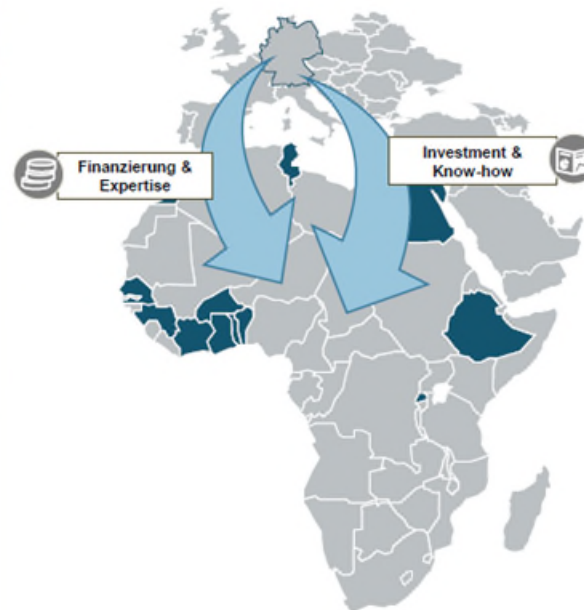 Finanzierung &
Expertise
Investment &
Know-how